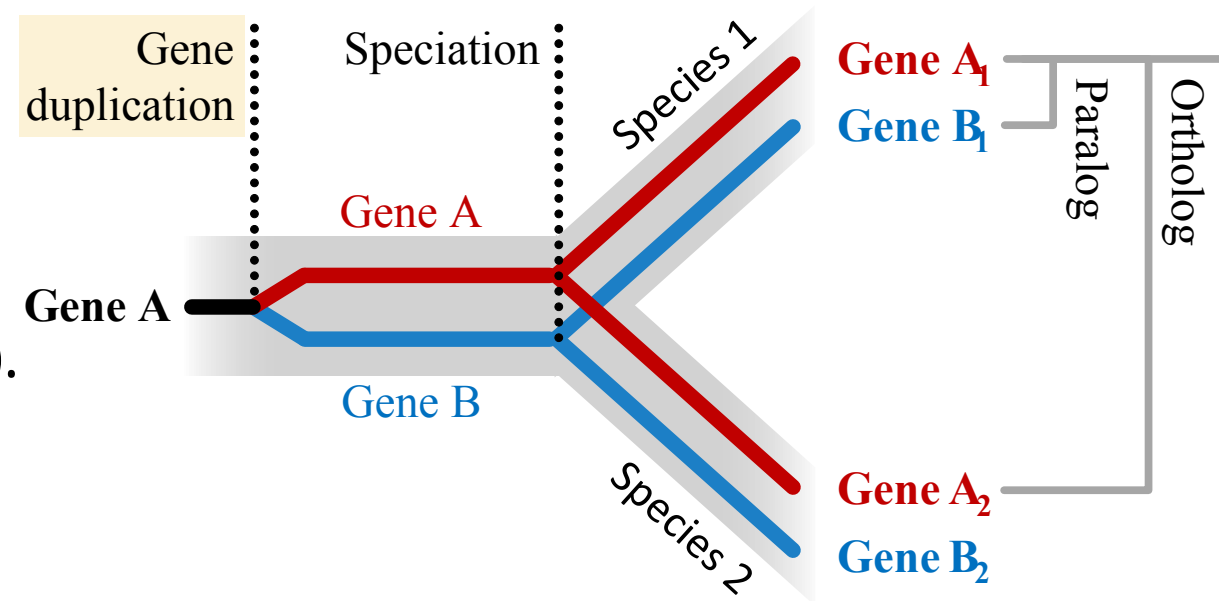 Gene
duplication
Speciation
Species 1
Gene A₁
Gene B₁
Paralog
Ortholog
Gene A
Gene A
).
Gene B
Species 2
Gene A₂
Gene B₂